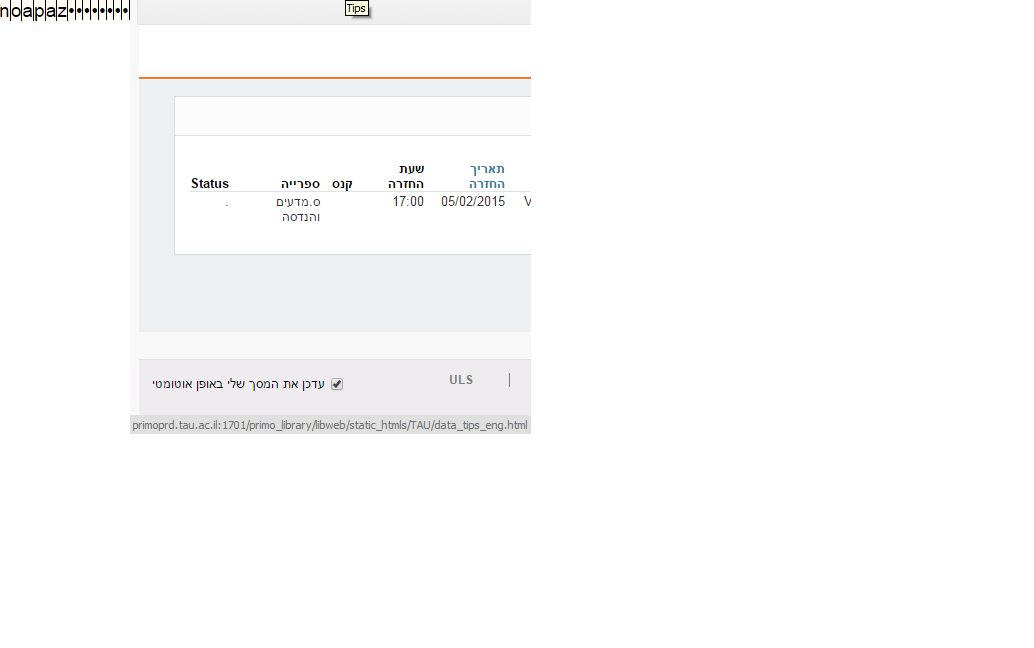 noapaz••••••••
Tips
תאריך החזרה שעת החזרה קנס ספרייה Status
05/02/2015 17:00 ס.מדעים .
והנדסה
ULS |
עדכן את המסך שלי באופן אוטומטי
primoprd.tau.ac.il:1701/primo_library/libweb/static_htmls/TAU/data_tips_eng.html